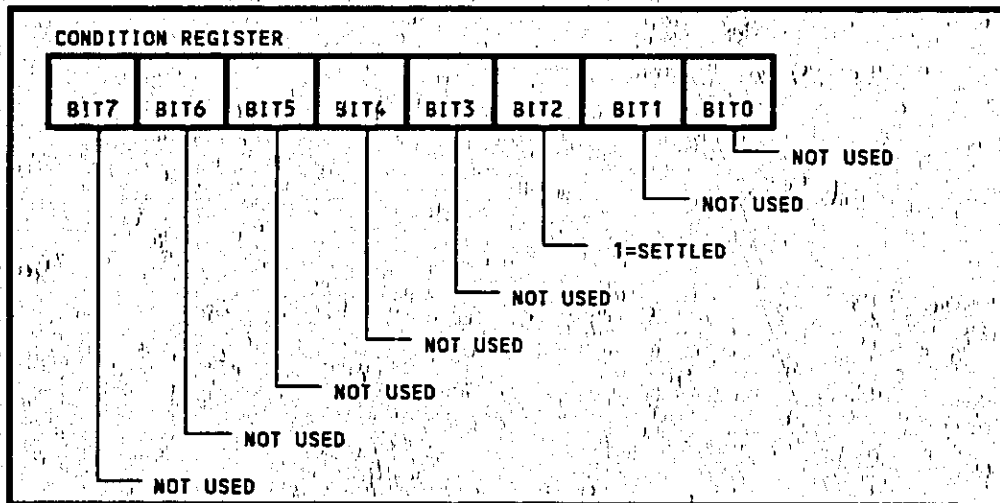 CONDITION REGISTER
BIT7 BIT6 BIT5 BIT4 BIT3 BIT2 BIT1 BIT0
NOT USED
NOT USED
1=SETTLED
NOT USED
NOT USED
NOT USED
NOT USED
NOT USED